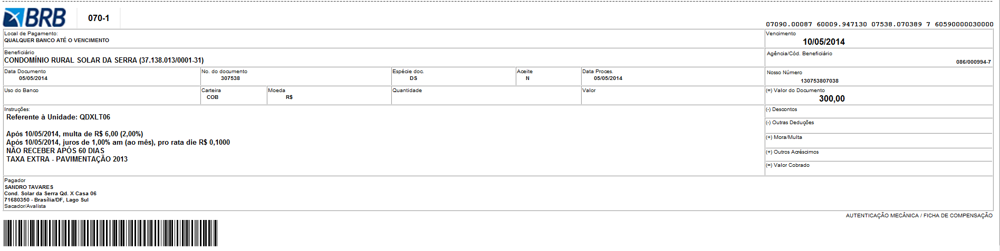 BRB
070-1
07090.00087 60009.947130 07538.070389 7 60590000030000
Local de Pagamento:
QUALQUER BANCO ATÉ O VENCIMENTO
Vencimento
10/05/2014
Beneficiário
CONDOMÍNIO RURAL SOLAR DA SERRA (37.138.013/0001-31)
Agência/Cód. Beneficiário
086/000994-7
Data Documento
05/05/2014
No. do documento
307538
Espécie doc.
DS
Aceite
N
Data Proces.
05/05/2014
Nosso Número
130753807038
Uso do Banco
Carteira
COB
Moeda
R$
Quantidade
Valor
(=) Valor do Documento
300,00
Instruções:
Referente à Unidade: QDXLT06
Após 10/05/2014, multa de R$ 6,00 (2,00%)
Após 10/05/2014, juros de 1,00% am (ao mês), pro rata die R$ 0,1000
NÃO RECEBER APÓS 60 DIAS
TAXA EXTRA - PAVIMENTAÇÃO 2013
(-) Descontos
(-) Outras Deduções
(+) Mora/Multa
(+) Outros Acréscimos
(=) Valor Cobrado
Pagador
SANDRO TAVARES
Cond. Solar da Serra Qd. X Casa 06
71680350 - Brasília/DF, Lago Sul
Sacador/Avalista
AUTENTICAÇÃO MECÂNICA / FICHA DE COMPENSAÇÃO